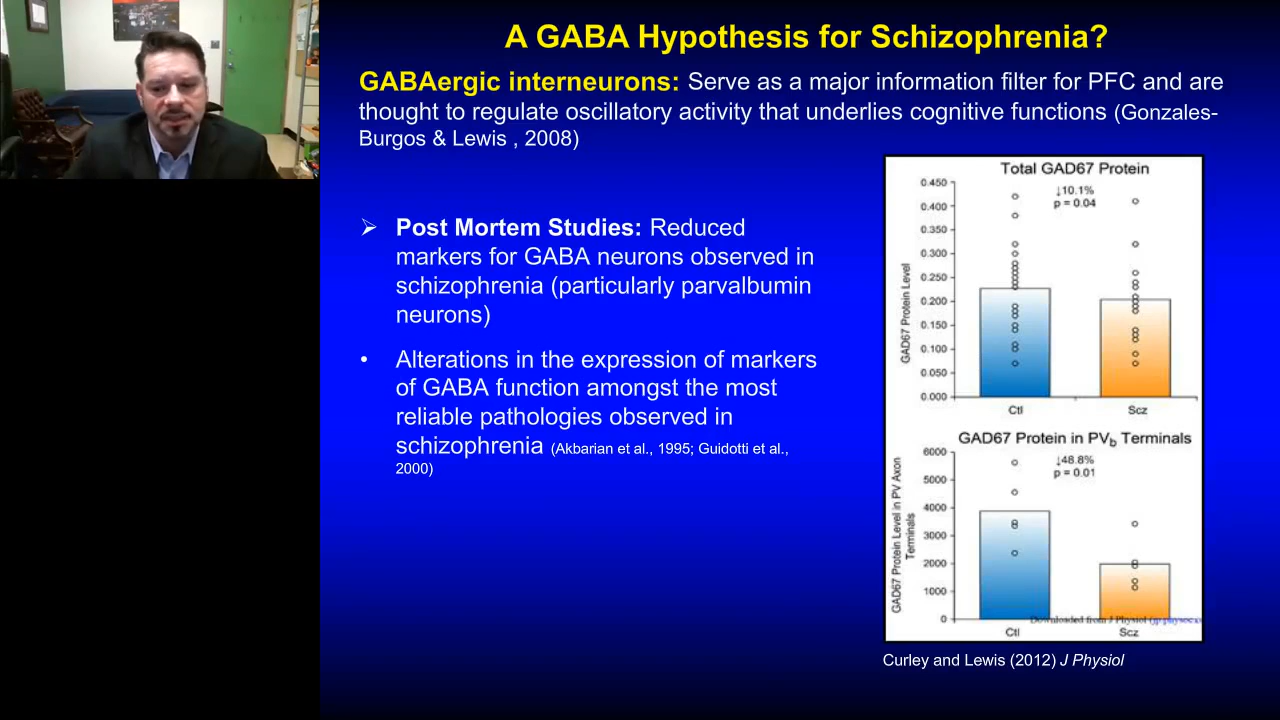 A GABA Hypothesis for Schizophrenia?
GABAergic interneurons: Serve as a major information filter for PFC and are
thought to regulate oscillatory activity that underlies cognitive functions (Gonzales-
Burgos & Lewis , 2008)
➢ Post Mortem Studies: Reduced
markers for GABA neurons observed in
schizophrenia (particularly parvalbumin
neurons)
• Alterations in the expression of markers
of GABA function amongst the most
reliable pathologies observed in
schizophrenia (Akbarian et al., 1995; Guidotti et al.,
2000)
Total GAD67 Protein
↓10.1%
p = 0.04
GAD67 Protein Level
0.450
0.400
0.350
0.300
0.250
0.200
0.150
0.100
0.050
0.000
Ctl Scz
GAD67 Protein in PVb Terminals
↓48.8%
p = 0.01
GAD67 Protein Level in PV Axon
Terminals
6000
5000
4000
3000
2000
1000
0
Downloaded from J Physiol (jp.physoc.o
Ctl Scz
Curley and Lewis (2012) J Physiol